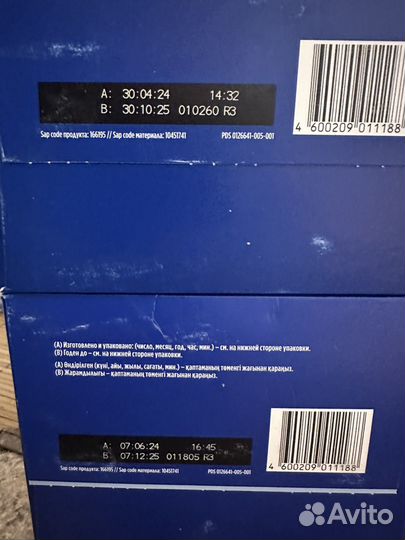 A: 30:04:24 14:32
B: 30:10:25 010260 R3
Sap code продукта: 166195 // Sap code материала: 10451741 PDS 0126641-005-001
4 600209 011188
(А) Изготовлено и упаковано: (число, месяц, год, час, мин.) – см. на нижней стороне упаковки.
(В) Годен до – см. на нижней стороне упаковки.
(А) Өндірілген (күні, айы, жылы, сағаты, мин.) – қаптаманың төменгі жағынан қараңыз.
(В) Жарамдылығы – қаптаманың төменгі жағынан қараңыз.
A: 07:06:24 16:45
B: 07:12:25 011805 R3
Sap code продукта: 166195 // Sap code материала: 10451741 PDS 0126641-005-001
4 600209 011188
Avito